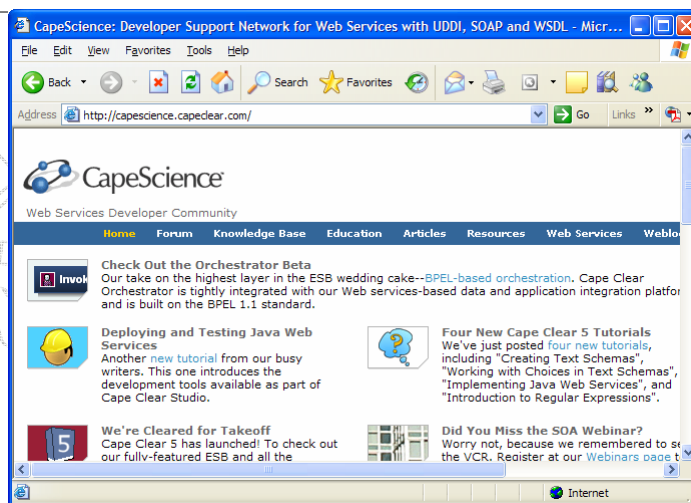 CapeScience: Developer Support Network for Web Services with UDDI, SOAP and WSDL - Micr...
File Edit View Favorites Tools Help
Back Search Favorites
Address http://capescience.capeclear.com/ Go Links »
CapeScience
Web Services Developer Community
Home Forum Knowledge Base Education Articles Resources Web Services Weblo
Invok
Check Out the Orchestrator Beta
Our take on the highest layer in the ESB wedding cake--BPEL-based orchestration. Cape Clear
Orchestrator is tightly integrated with our Web services-based data and application integration platfor
and is built on the BPEL 1.1 standard.
Deploying and Testing Java Web
Services
Another new tutorial from our busy
writers. This one introduces the
development tools available as part of
Cape Clear Studio.
Four New Cape Clear 5 Tutorials
We've just posted four new tutorials,
including "Creating Text Schemas",
"Working with Choices in Text Schemas",
"Implementing Java Web Services", and
"Introduction to Regular Expressions".
5
We're Cleared for Takeoff
Cape Clear 5 has launched! To check out
our fully-featured ESB and all the
Did You Miss the SOA Webinar?
Worry not, because we remembered to se
the VCR. Register at our Webinars page t
Internet